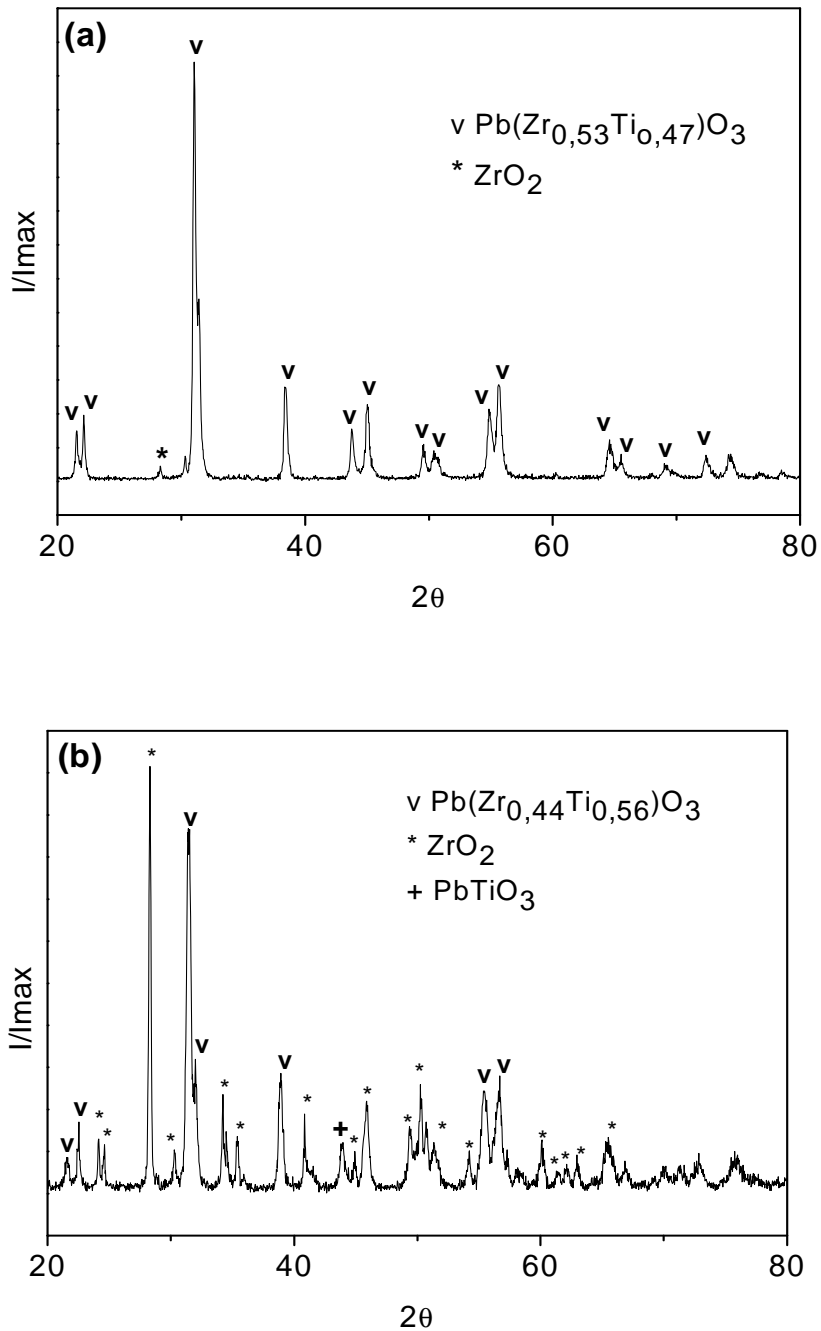 (a)
v v
v Pb(Zr0,53Tio,47)O3
* ZrO2
I/Imax
v v v v v v v v v v v v v
*
20 40 60 80
2θ
(b)
*
v
v Pb(Zr0,44Ti0,56)O3
* ZrO2
+ PbTiO3
I/Imax
v v * * * v * * v * + * * * * * * v v * * * * *
20 40 60 80
2θ